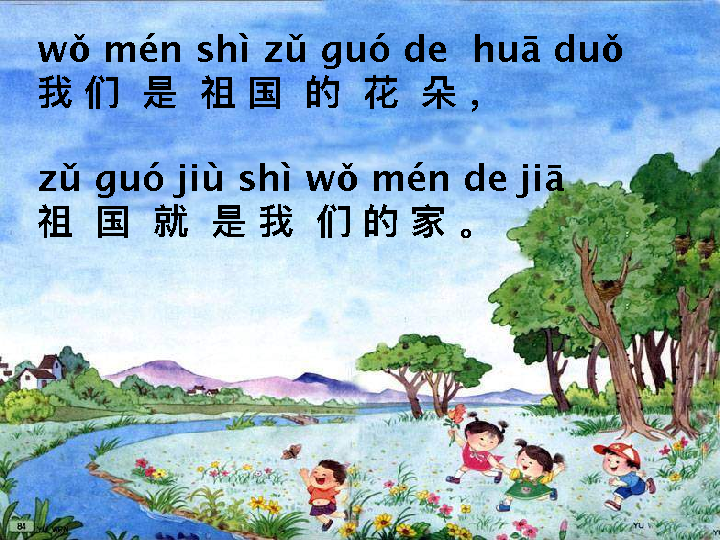 wǒ mén shì zǔ guó de huā duǒ
我 们 是 祖 国 的 花 朵，
zǔ guó jiù shì wǒ mén de jiā
祖 国 就 是 我 们 的 家 。
84